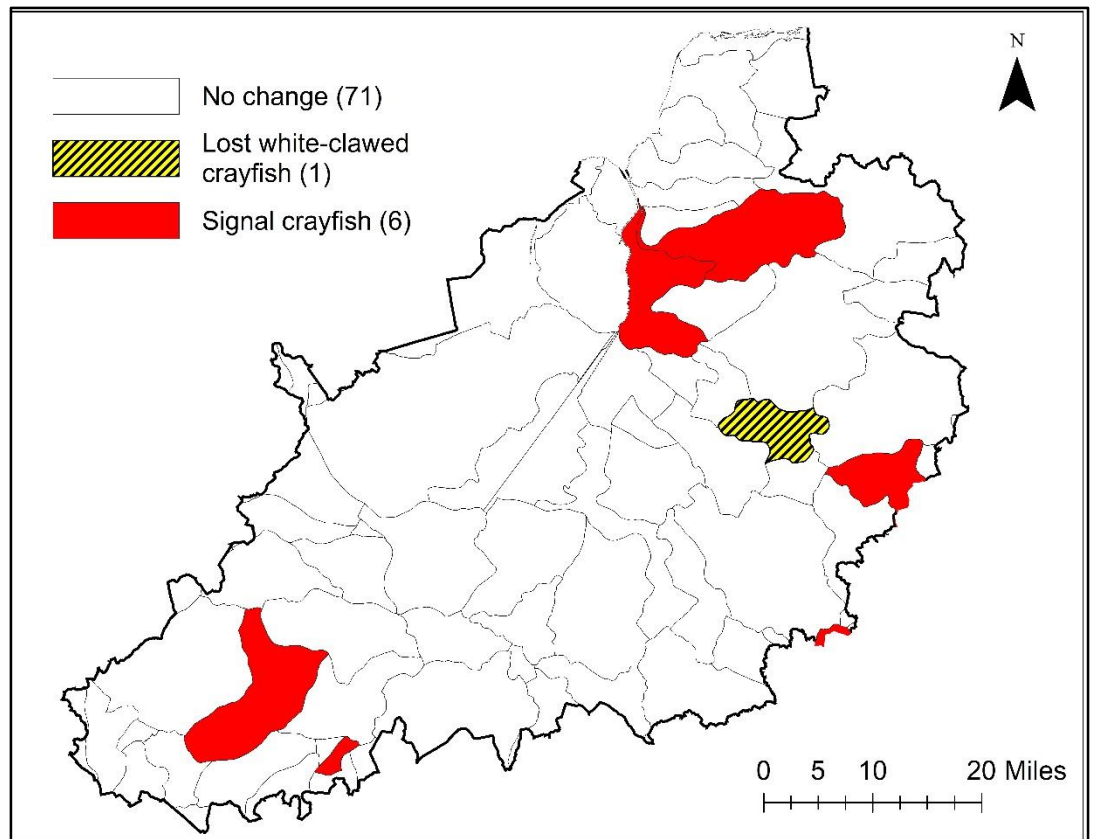 N
No change (71)
Lost white-clawed
crayfish (1)
Signal crayfish (6)
0 5 10 20 Miles